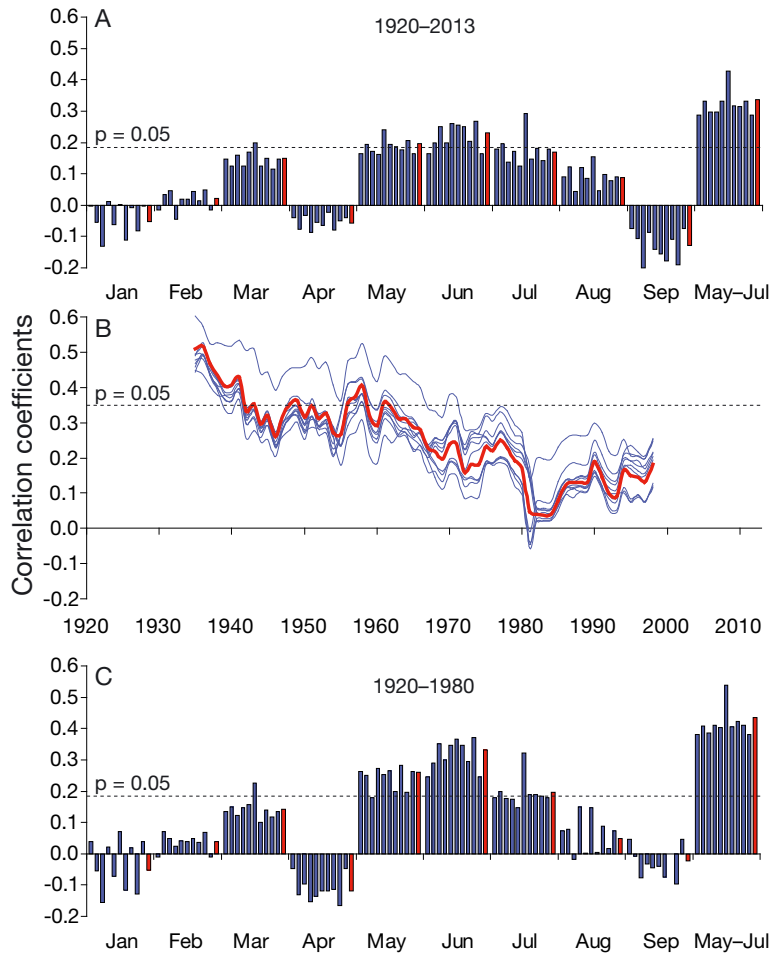 Correlation coefficients
A
1920–2013
0.6
0.5
0.4
0.3
0.2
0.1
0.0
-0.1
-0.2
p = 0.05
Jan Feb Mar Apr May Jun Jul Aug Sep May–Jul
B
0.6
0.5
0.4
0.3
0.2
0.1
0.0
-0.1
-0.2
p = 0.05
1920 1930 1940 1950 1960 1970 1980 1990 2000 2010
C
1920–1980
0.6
0.5
0.4
0.3
0.2
0.1
0.0
-0.1
-0.2
p = 0.05
Jan Feb Mar Apr May Jun Jul Aug Sep May–Jul